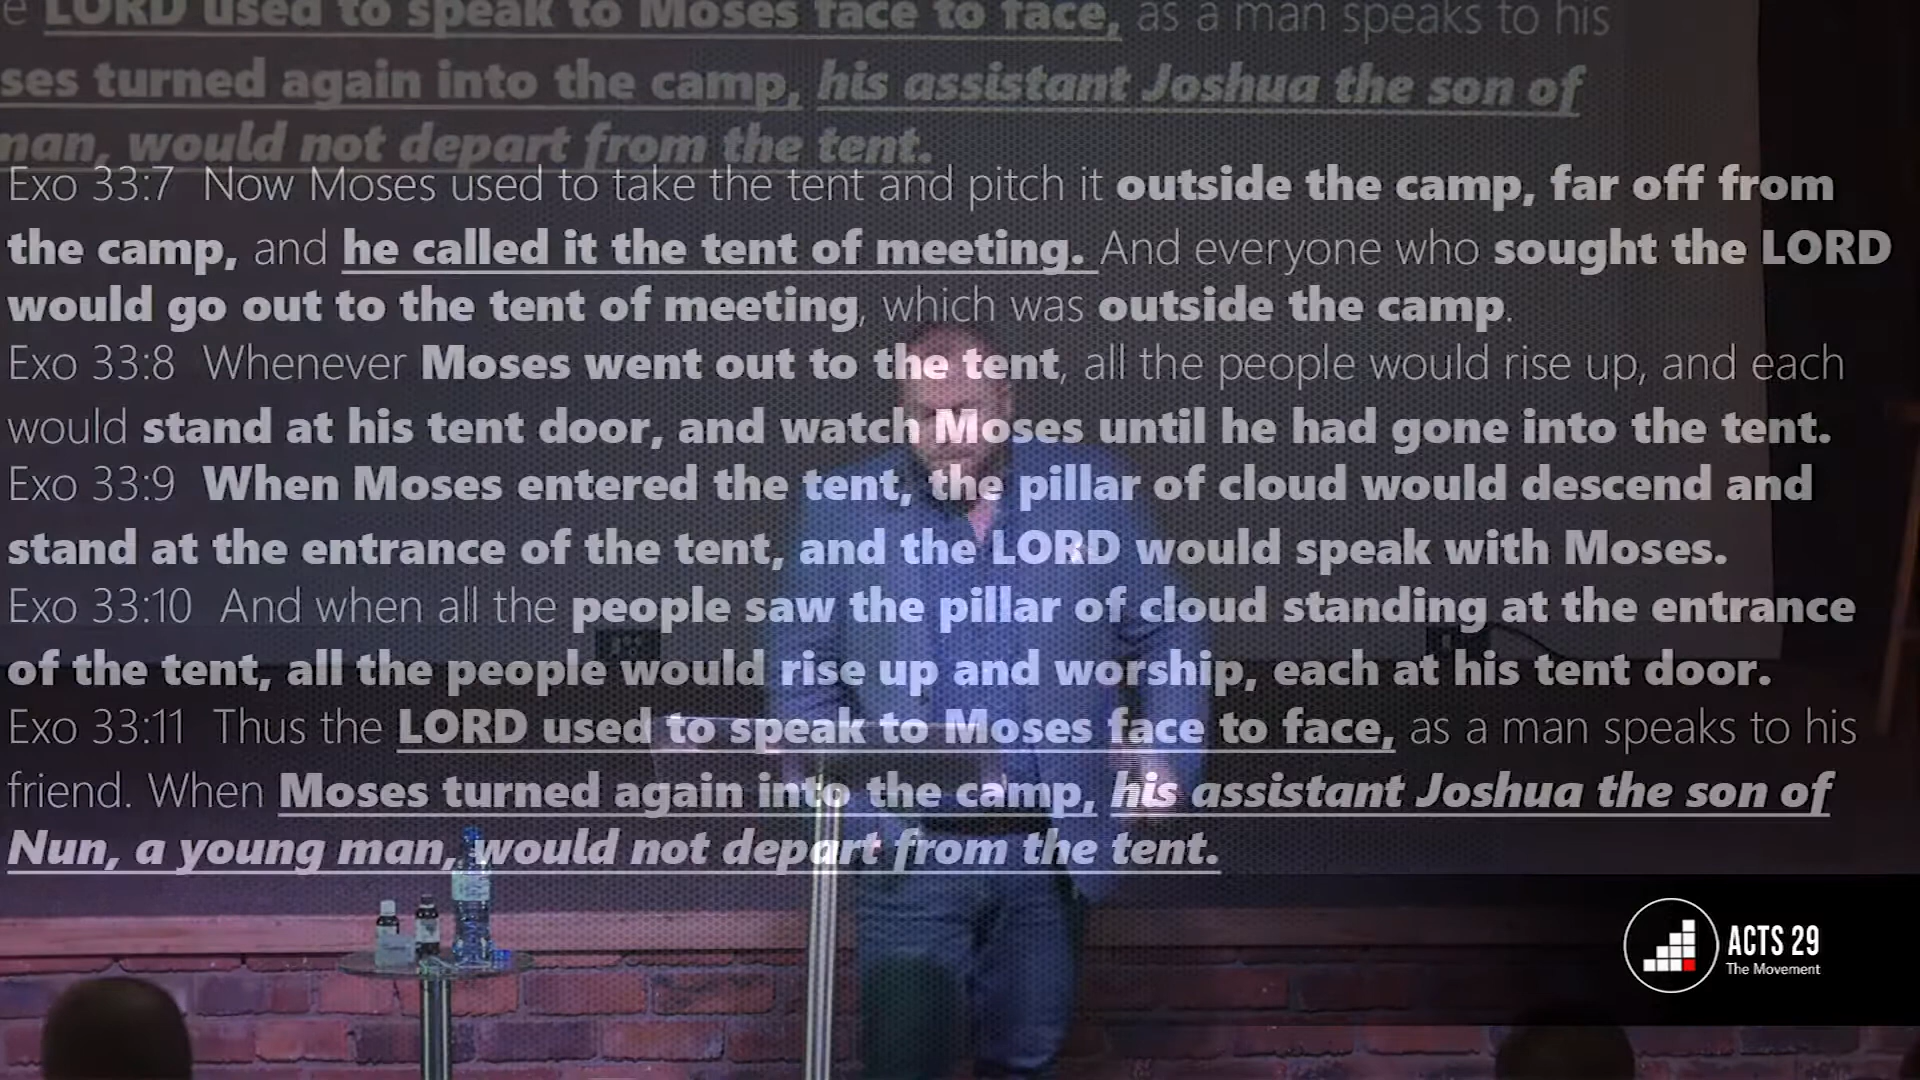 e LORD used to speak to Moses face to face, as a man speaks to his
ses turned again into the camp, his assistant Joshua the son of
man, would not depart from the tent.
Exo 33:7 Now Moses used to take the tent and pitch it outside the camp, far off from
the camp, and he called it the tent of meeting. And everyone who sought the LORD
would go out to the tent of meeting, which was outside the camp.
Exo 33:8 Whenever Moses went out to the tent, all the people would rise up, and each
would stand at his tent door, and watch Moses until he had gone into the tent.
Exo 33:9 When Moses entered the tent, the pillar of cloud would descend and
stand at the entrance of the tent, and the LORD would speak with Moses.
Exo 33:10 And when all the people saw the pillar of cloud standing at the entrance
of the tent, all the people would rise up and worship, each at his tent door.
Exo 33:11 Thus the LORD used to speak to Moses face to face, as a man speaks to his
friend. When Moses turned again into the camp, his assistant Joshua the son of
Nun, a young man, would not depart from the tent.
ACTS 29
The Movement